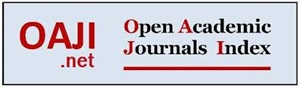 OAJI
.net
Open Academic
Journals Index